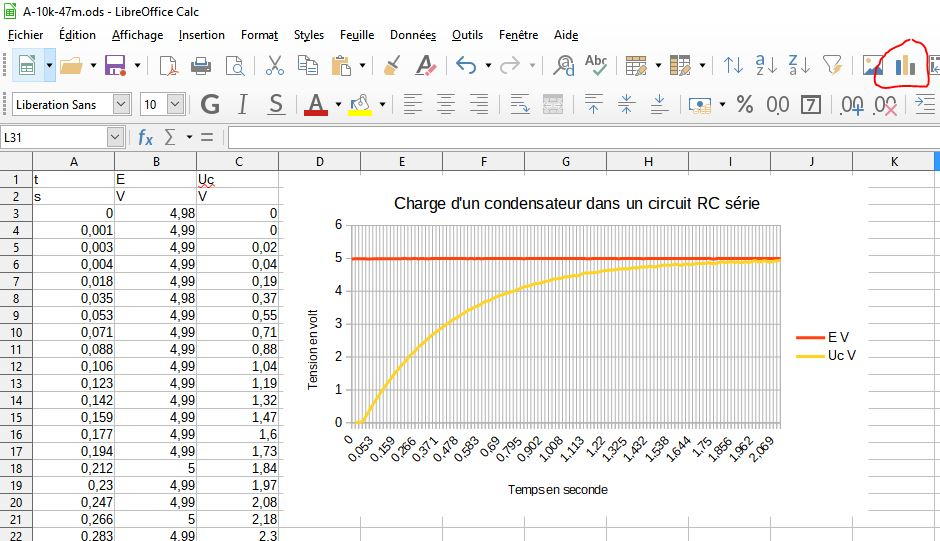 A-10k-47m.ods - LibreOffice Calc
Fichier Édition Affichage Insertion Format Styles Feuille Données Outils Fenêtre Aide
Abc
Liberation Sans 10 G I S A % 00 7 00 00
L31 fx Σ =
A B C D E F G H I J K
1 t E Uc
2 s V V
3 0 4,98 0
4 0,001 4,99 0
5 0,003 4,99 0,02
6 0,004 4,99 0,04
7 0,018 4,99 0,19
8 0,035 4,98 0,37
9 0,053 4,99 0,55
10 0,071 4,99 0,71
11 0,088 4,99 0,88
12 0,106 4,99 1,04
13 0,123 4,99 1,19
14 0,142 4,99 1,32
15 0,159 4,99 1,47
16 0,177 4,99 1,6
17 0,194 4,99 1,73
18 0,212 5 1,84
19 0,23 4,99 1,97
20 0,247 4,99 2,08
21 0,266 5 2,18
22 0,283 4,99 2,3
Charge d'un condensateur dans un circuit RC série
6
5
4
3
2
1
0
Tension en volt
0 0,053 0,159 0,266 0,371 0,478 0,583 0,69 0,795 0,902 1,008 1,113 1,22 1,325 1,432 1,538 1,644 1,75 1,856 1,962 2,069
Temps en seconde
E V
Uc V